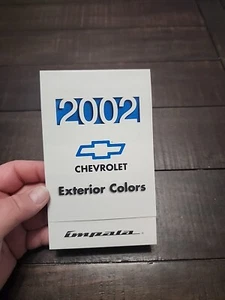 2002
CHEVROLET
Exterior Colors
Impala